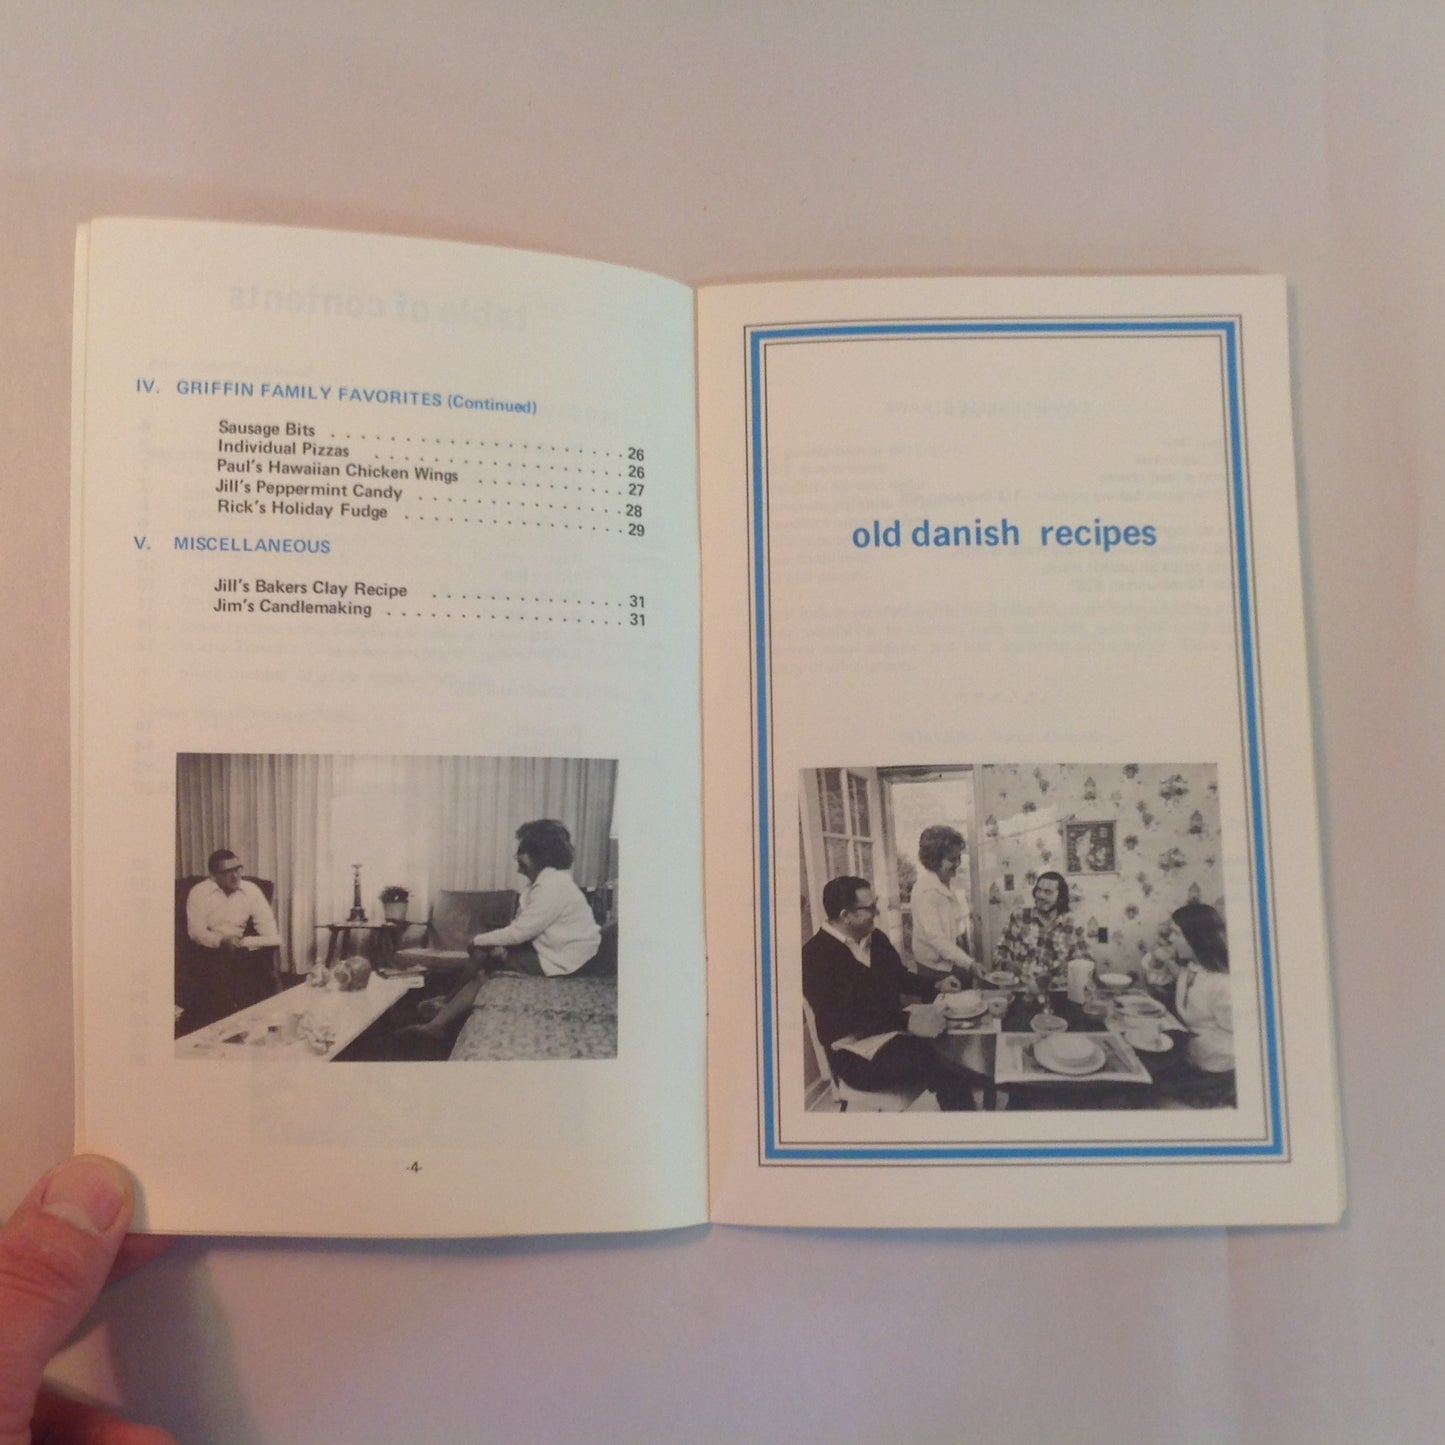 IV. GRIFFIN FAMILY FAVORITES (Continued)
Sausage Bits . . . . . . . . . . . . . . . . . . . . 26
Individual Pizzas . . . . . . . . . . . . . . . . . 26
Paul's Hawaiian Chicken Wings . . . . . . . . . . 27
Jill's Peppermint Candy . . . . . . . . . . . . . . 28
Rick's Holiday Fudge . . . . . . . . . . . . . . . 29
V. MISCELLANEOUS
Jill's Bakers Clay Recipe . . . . . . . . . . . . . 31
Jim's Candlemaking . . . . . . . . . . . . . . . . 31
-4-
old danish recipes